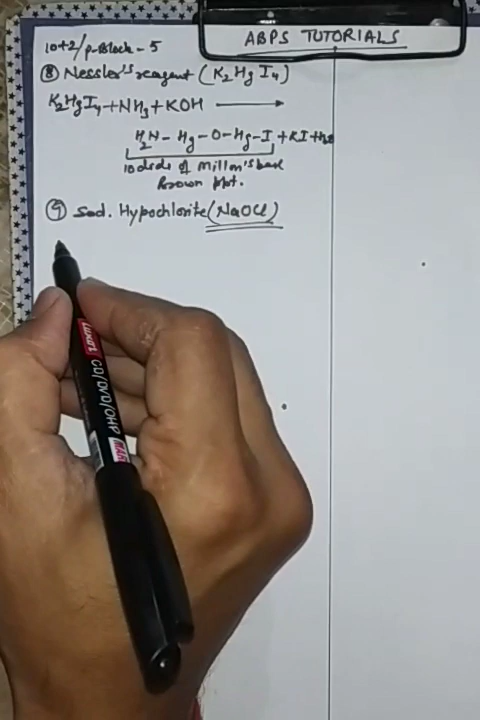 ABPS TUTORIALS
10+2/p-Block-5
⑧ Nessler's reagent (K2HgI4)
K2HgI4+NH3+KOH ⟶
H2N-Hg-O-Hg-I+KI+H2O
iodide of Millon's base
Brown ppt.
⑨ Sod. Hypochlorite (NaOCl)
Luxor CD/DVD/OHP